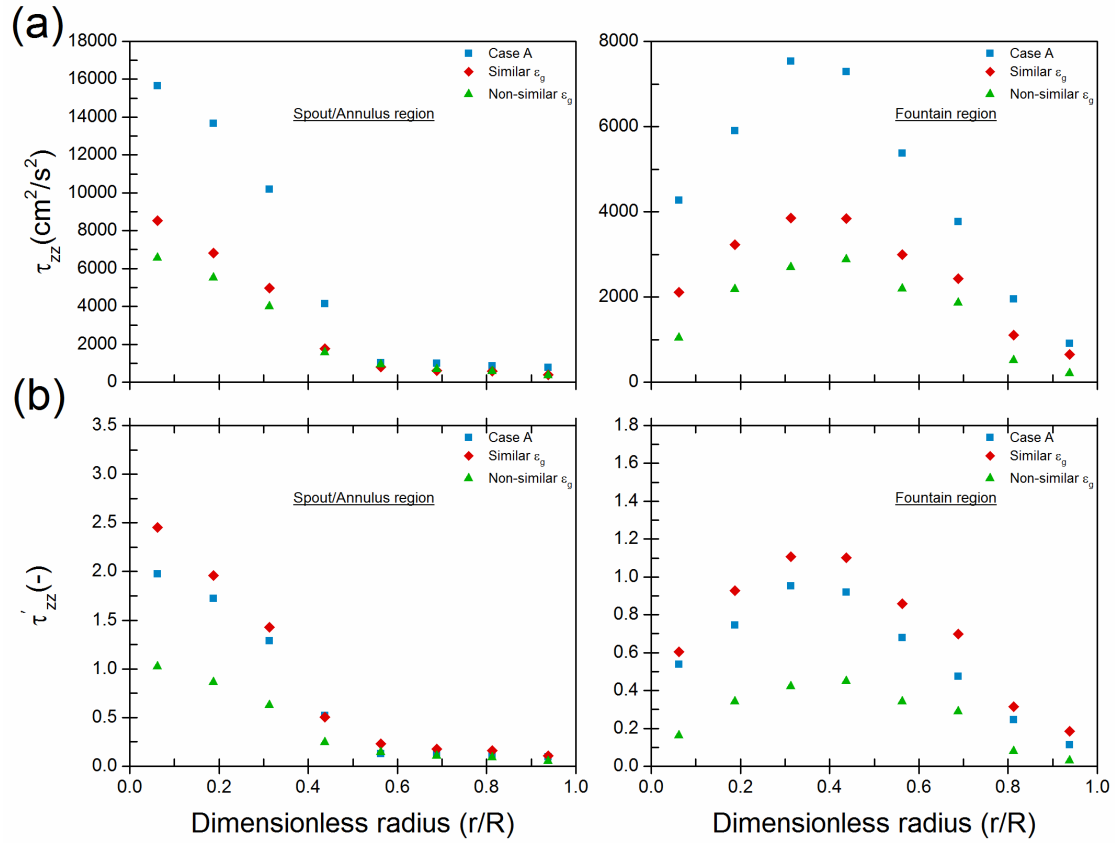 (a)
18000
16000
14000
12000
10000
8000
6000
4000
2000
0
τzz(cm²/s²)
Case A
Similar εg
Non-similar εg
Spout/Annulus region
8000
6000
4000
2000
0
Case A
Similar εg
Non-similar εg
Fountain region
(b)
3.5
3.0
2.5
2.0
1.5
1.0
0.5
0.0
τ'zz(-)
Case A
Similar εg
Non-similar εg
Spout/Annulus region
0.0 0.2 0.4 0.6 0.8 1.0
Dimensionless radius (r/R)
1.8
1.6
1.4
1.2
1.0
0.8
0.6
0.4
0.2
0.0
Case A
Similar εg
Non-similar εg
Fountain region
0.0 0.2 0.4 0.6 0.8 1.0
Dimensionless radius (r/R)